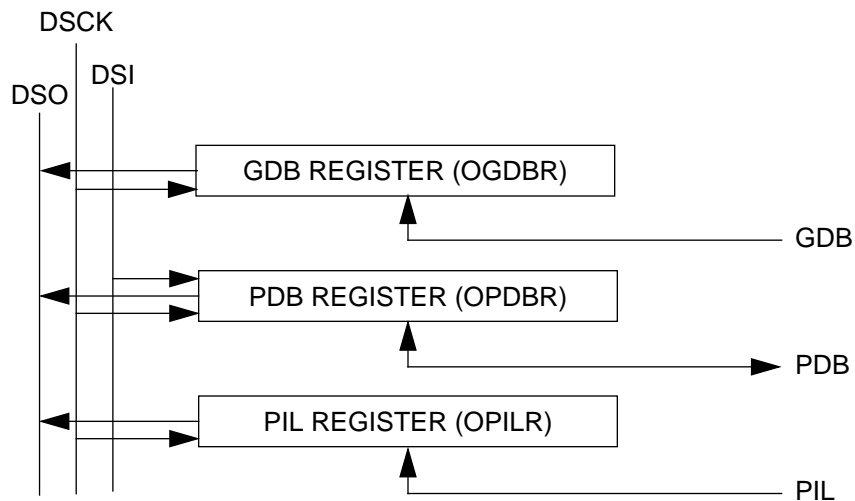 DSCK
DSI
DSO
GDB REGISTER (OGDBR)
GDB
PDB REGISTER (OPDBR)
PDB
PIL REGISTER (OPILR)
PIL